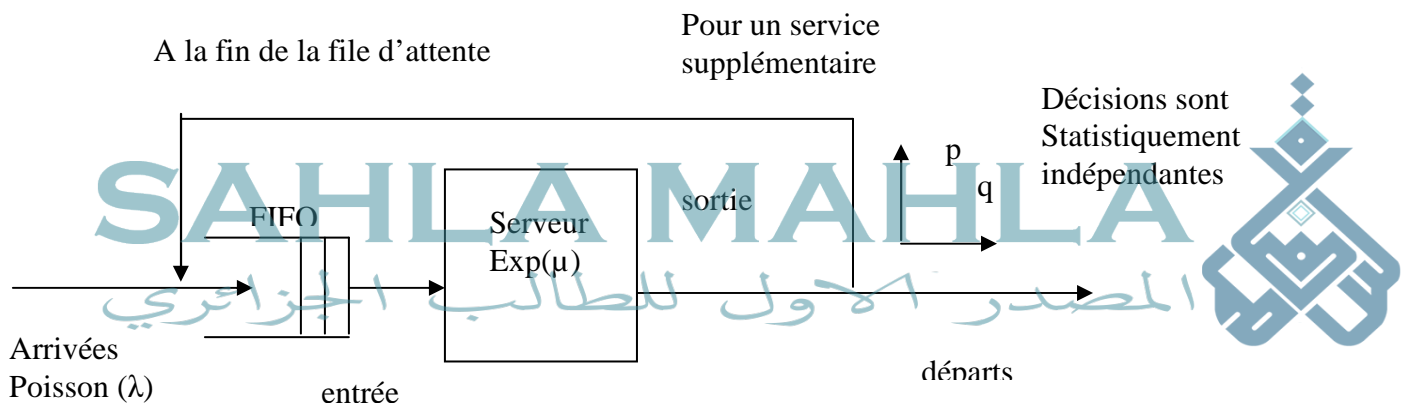 Pour un service
supplémentaire
A la fin de la file d’attente
Décisions sont
Statistiquement
indépendantes
p
q
SAHLA MAHLA
sortie
FIFO
Serveur
Exp(µ)
المصدر الاول للطالب الجزائري
Arrivées
Poisson (λ)
entrée
départs